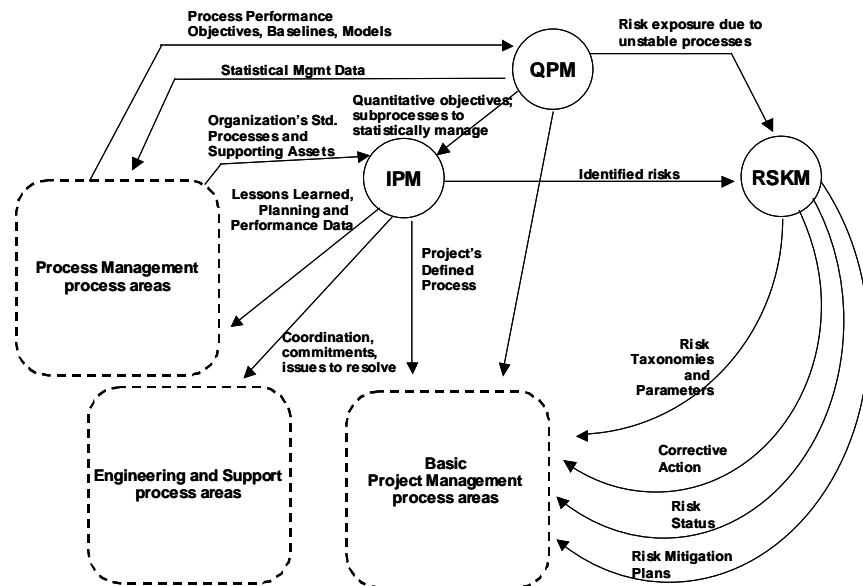 Process Performance
Objectives, Baselines, Models
Risk exposure due to
unstable processes
QPM
Statistical Mgmt Data
Quantitative objectives,
subprocesses to
statistically manage
Organization's Std.
Processes and
Supporting Assets
IPM
Identified risks
RSKM
Lessons Learned,
Planning and
Performance Data
Process Management
process areas
Project's
Defined
Process
Coordination,
commitments,
issues to resolve
Risk
Taxonomies
and
Parameters
Engineering and Support
process areas
Basic
Project Management
process areas
Corrective
Action
Risk
Status
Risk Mitigation
Plans